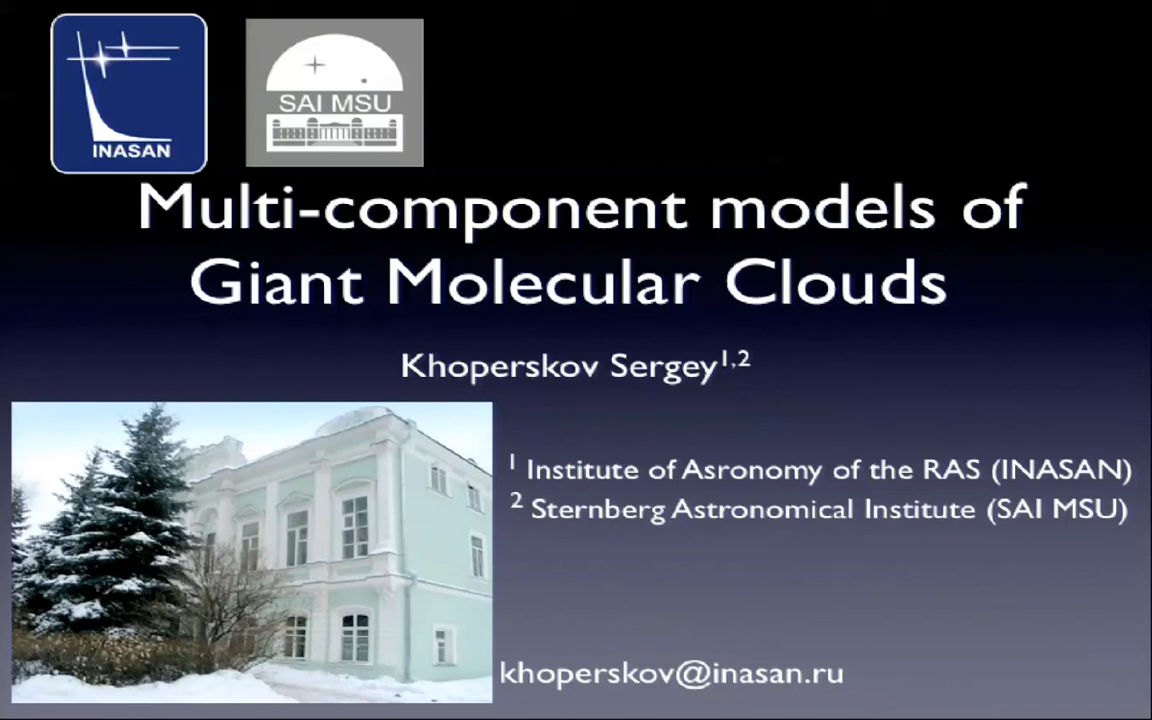 INASAN
SAI MSU
Multi-component models of
Giant Molecular Clouds
Khoperskov Sergey1,2
1 Institute of Asronomy of the RAS (INASAN)
2 Sternberg Astronomical Institute (SAI MSU)
khoperskov@inasan.ru